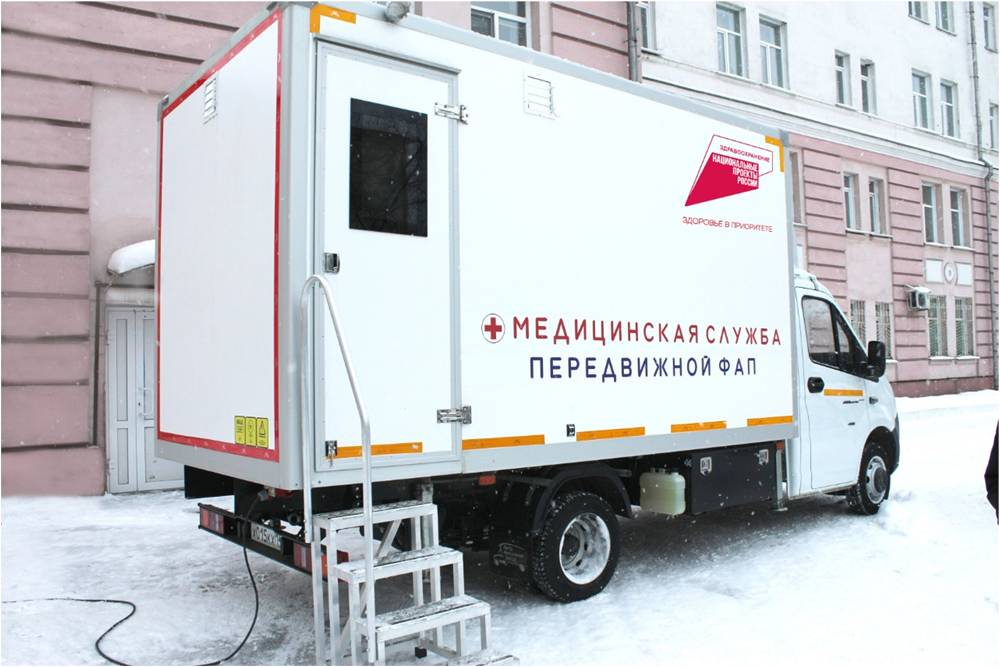 ЗДРАВООХРАНЕНИЕ
НАЦИОНАЛЬНЫЕ
ПРОЕКТЫ
РОССИИ
ЗДОРОВЬЕ В ПРИОРИТЕТЕ
МЕДИЦИНСКАЯ СЛУЖБА
ПЕРЕДВИЖНОЙ ФАП